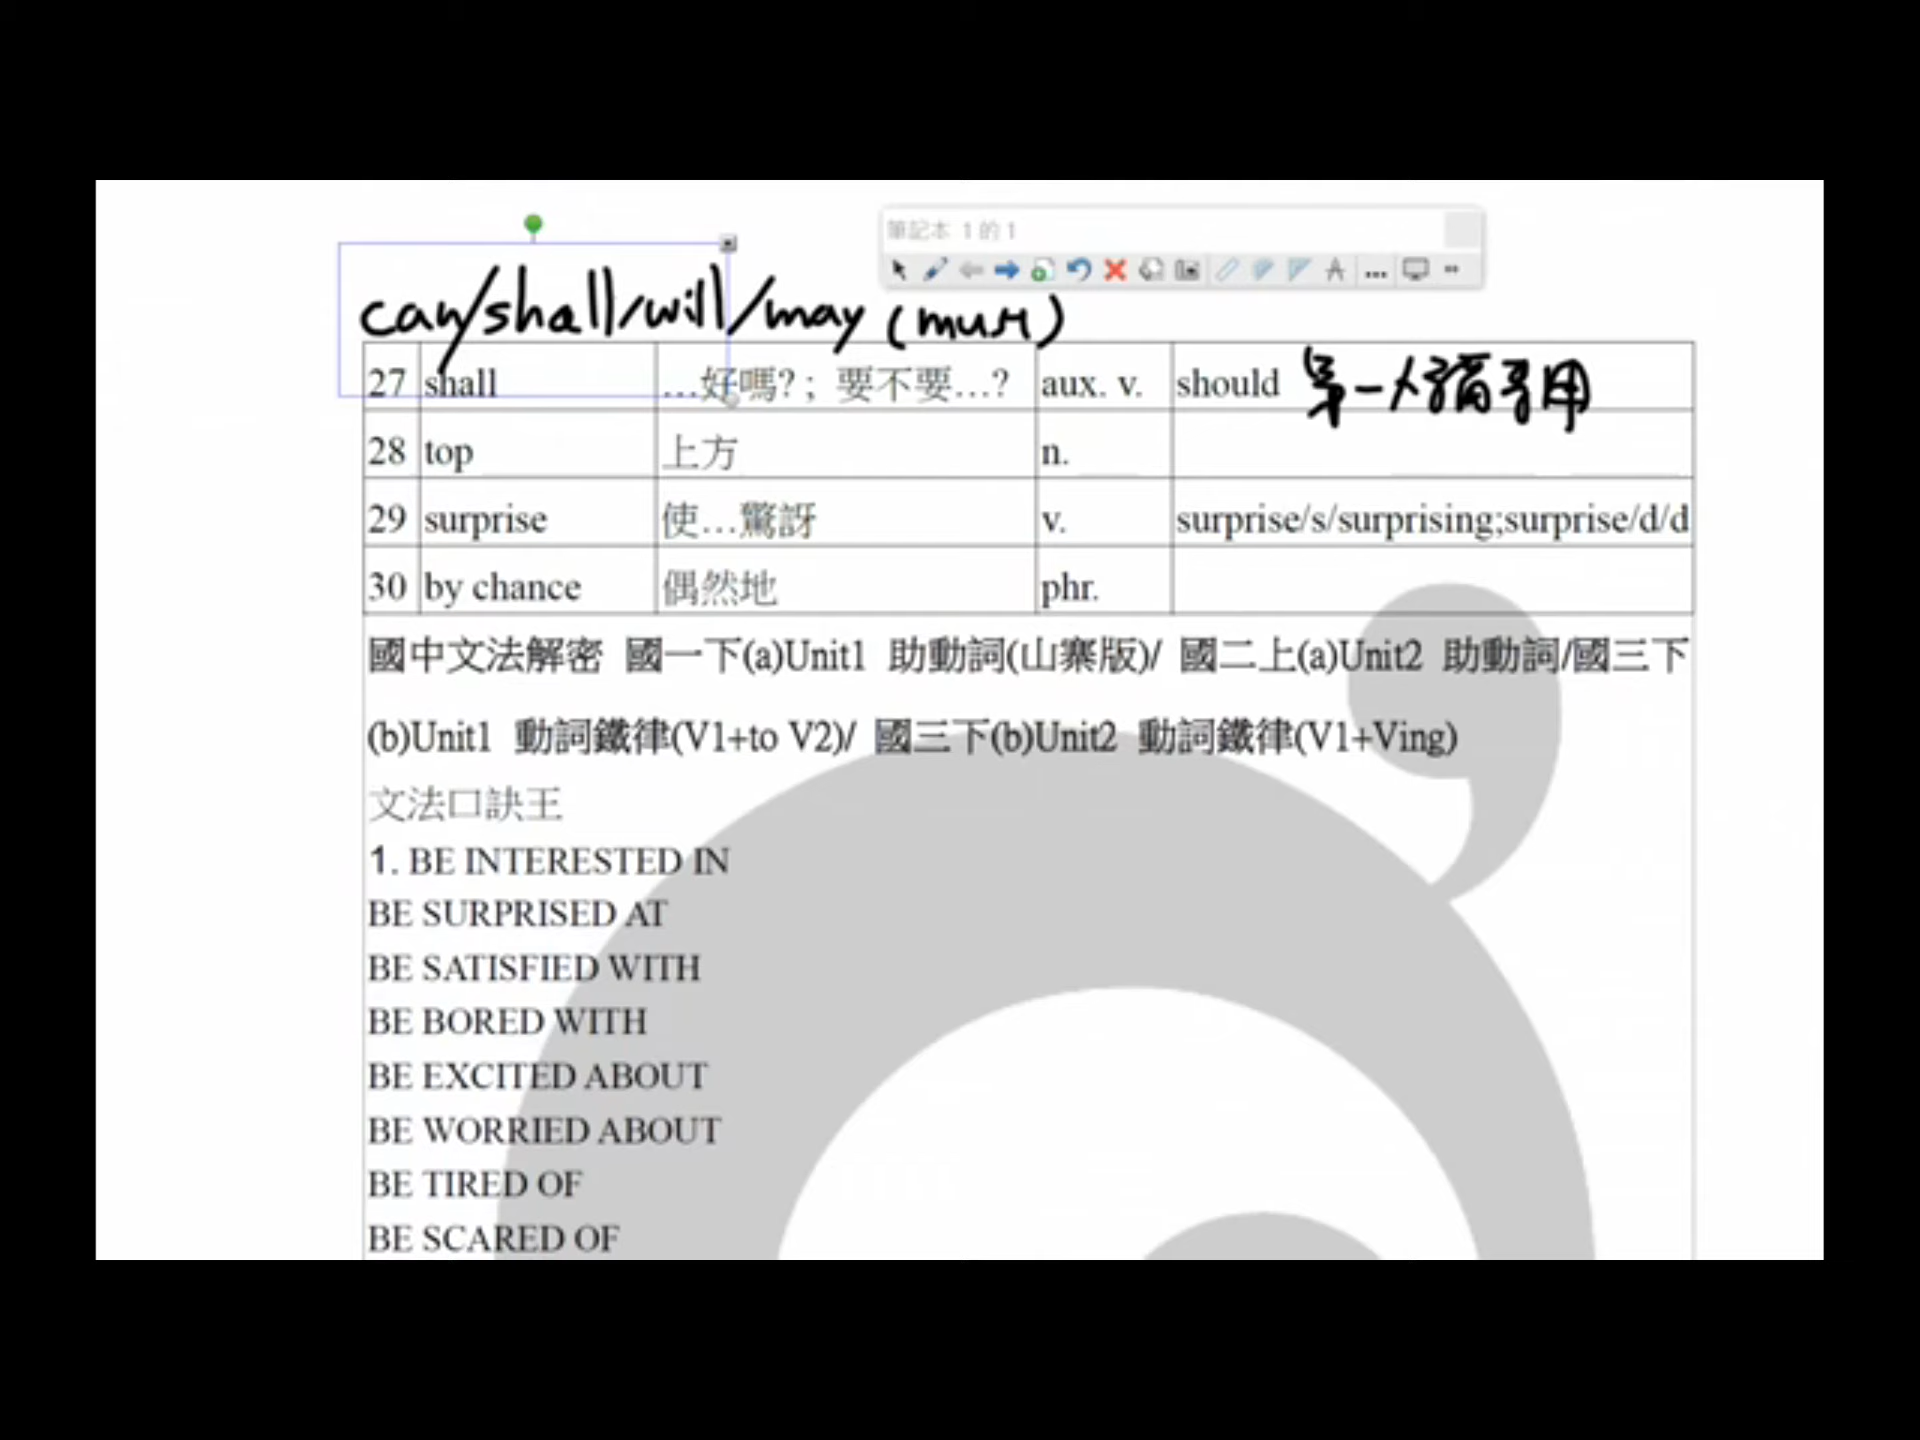 筆記本 1 的 1
can/shall/will/may (must)
27 shall …好嗎? ; 要不要…? aux. v. should 第一人稱
28 top 上方 n.
29 surprise 使…驚訝 v. surprise/s/surprising;surprise/d/d
30 by chance 偶然地 phr.
國中文法解密 國一下(a)Unit1 助動詞(山寨版)/ 國二上(a)Unit2 助動詞/國三下
(b)Unit1 動詞鐵律(V1+to V2)/ 國三下(b)Unit2 動詞鐵律(V1+Ving)
文法口訣王
1. BE INTERESTED IN
BE SURPRISED AT
BE SATISFIED WITH
BE BORED WITH
BE EXCITED ABOUT
BE WORRIED ABOUT
BE TIRED OF
BE SCARED OF